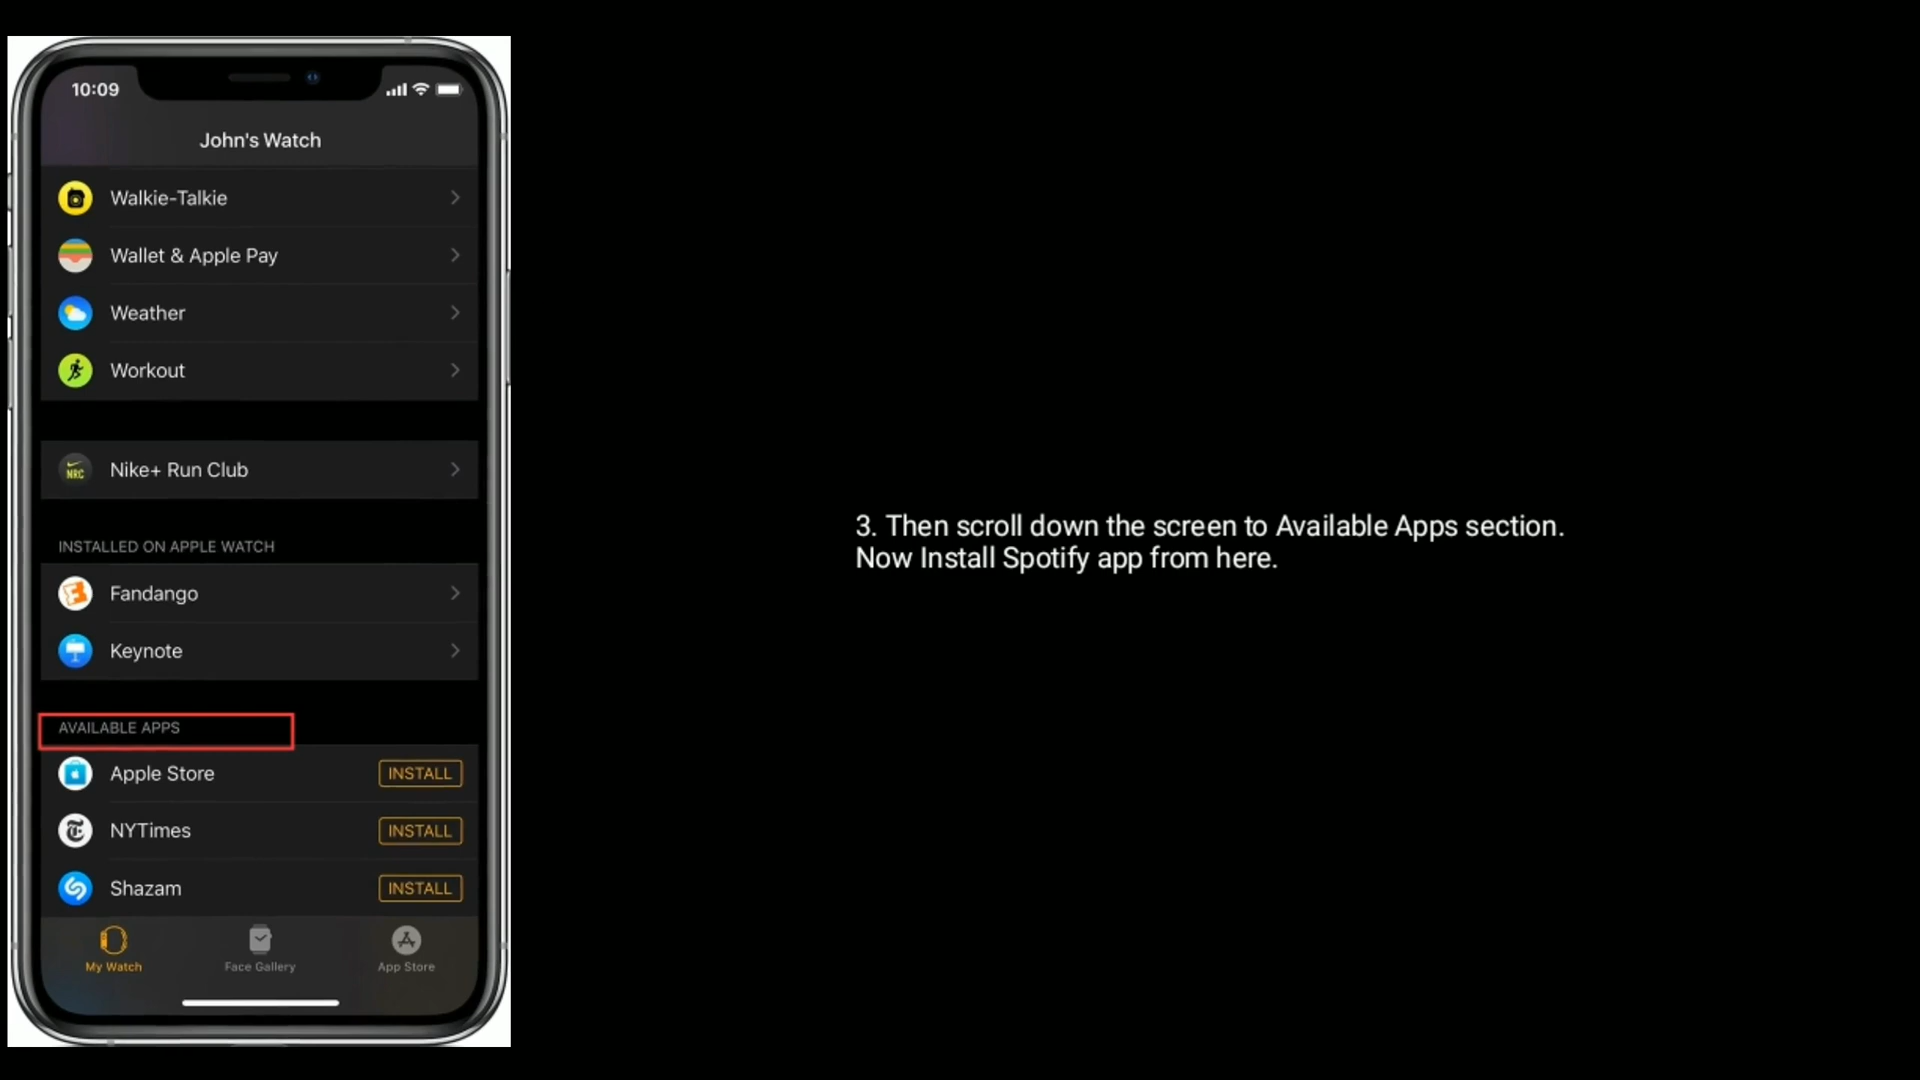 10:09
John's Watch
Walkie-Talkie
Wallet & Apple Pay
Weather
Workout
NRC
Nike+ Run Club
INSTALLED ON APPLE WATCH
Fandango
Keynote
AVAILABLE APPS
Apple Store INSTALL
NYTimes INSTALL
Shazam INSTALL
My Watch Face Gallery App Store
3. Then scroll down the screen to Available Apps section.
Now Install Spotify app from here.